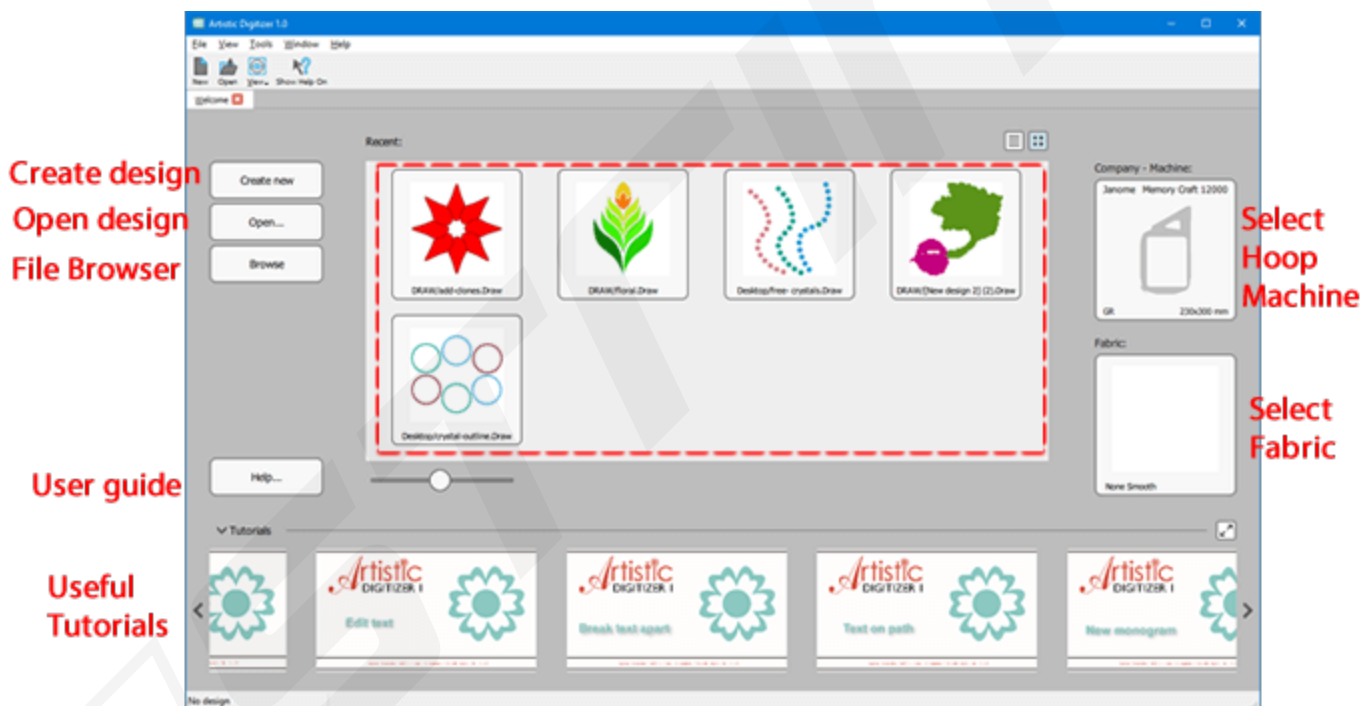 Artistic Digitizer 1.0
File View Tools Window Help
New Open View Show Help On
Welcome
Recent:
Create design
Create new
Open design
Open...
File Browser
Browse
DRAW/add-clones.Draw
DRAW/floral.Draw
Desktop/free- crystals.Draw
DRAW/[New design 2] (2).Draw
Desktop/crystal-outline.Draw
Company - Machine:
Janome Memory Craft 12000
GR 230x300 mm
Select
Hoop
Machine
Fabric:
None Smooth
Select
Fabric
User guide
Help...
Tutorials
Useful
Tutorials
Artistic
DIGITIZER
Edit text
Artistic
DIGITIZER
Break text apart
Artistic
DIGITIZER
Text on path
Artistic
DIGITIZER
New monogram
No design